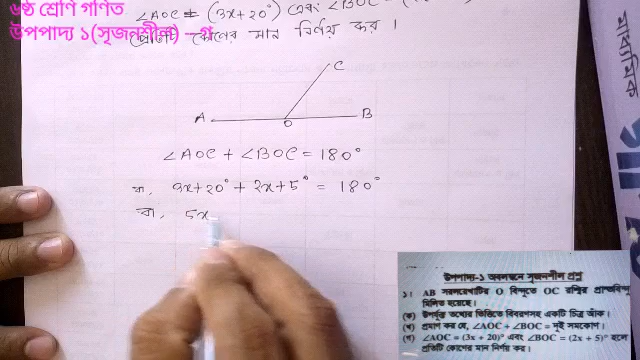 ৬ষ্ঠ শ্রেণি গণিত
∠AOC = (3x+20°) এবং ∠BOC =
উপপাদ্য ১(সৃজনশীল) –গ
প্রতিটি কোণের মান নির্ণয় কর ।
C
A
O
B
∠AOC + ∠BOC = 180°
বা, 3x+20° + 2x+5° = 180°
বা, 5x
মাধ্যমিক
উপপাদ্য-১ অবলম্বনে সৃজনশীল প্রশ্ন
১। AB সরলরেখাটির O বিন্দুতে OC রশ্মির প্রান্তবিন্দু
মিলিত হয়েছে।
(ক) উপর্যুক্ত তথ্যের ভিত্তিতে বিবরণসহ একটি চিত্র আঁক।
(খ) প্রমাণ কর যে, ∠AOC + ∠BOC = দুই সমকোণ।
(গ) ∠AOC = (3x + 20)° এবং ∠BOC = (2x + 5)° হলে
প্রতিটি কোণের মান নির্ণয় কর।